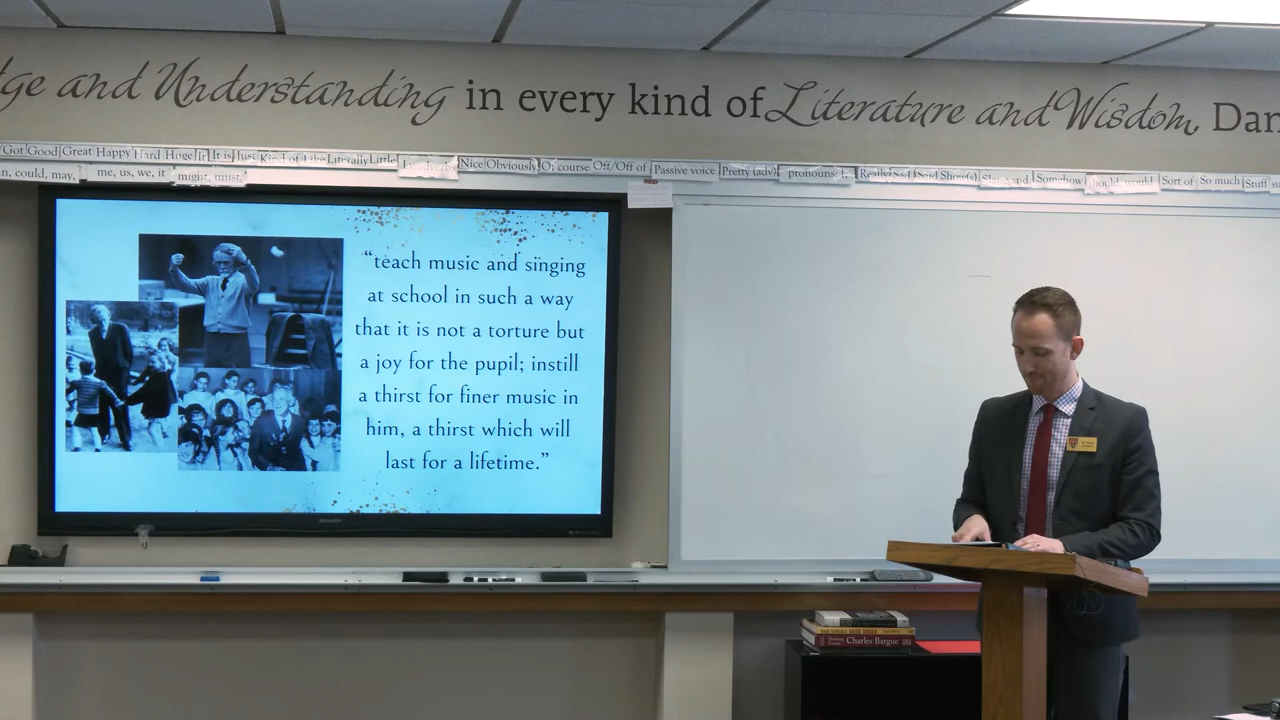 ge and Understanding in every kind of Literature and Wisdom, Dan
Got Good Great Happy Hard Huge If It is Just Kind of Like Literally Little Nice Obviously Of course Off/Off of Passive voice Pretty (adv) pronouns: I, Really Sad Said Show(s) Somehow should, would Sort of So much Stuff
n, could, may, me, us, we, it might, must,
“teach music and singing
at school in such a way
that it is not a torture but
a joy for the pupil; instill
a thirst for finer music in
him, a thirst which will
last for a lifetime.”
SHARP
Drawing Course Charles Bargue